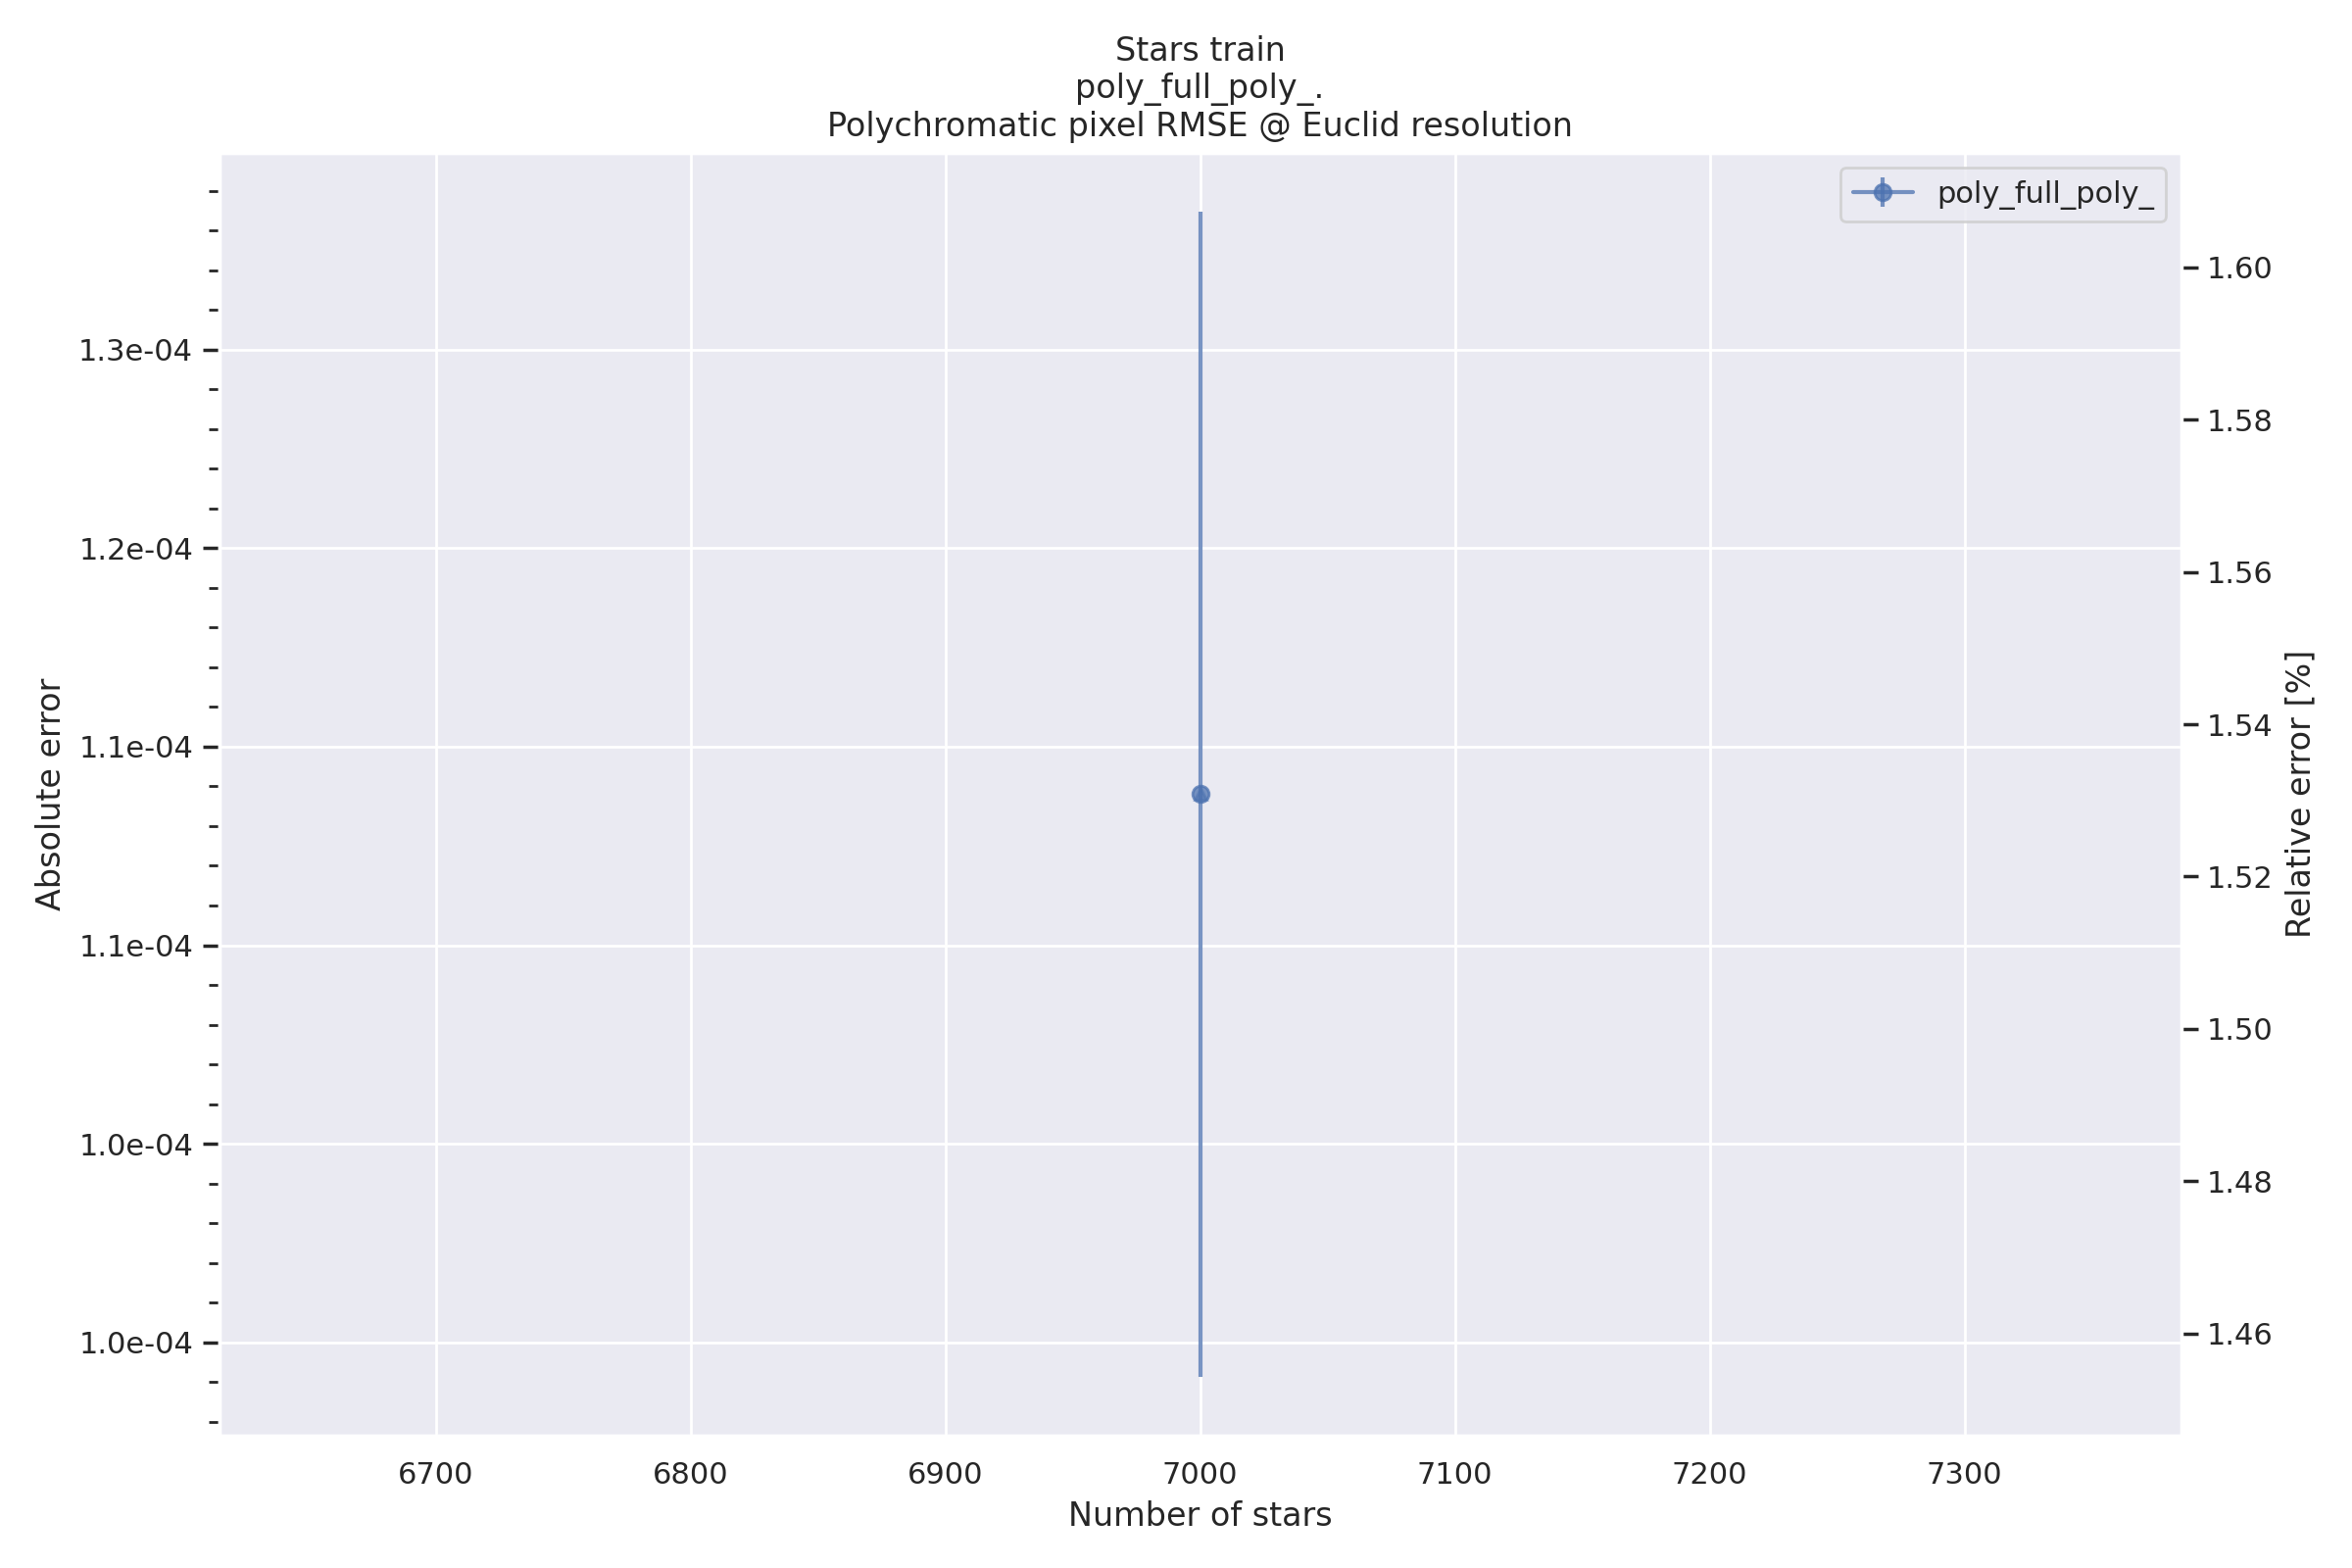 Stars train
poly_full_poly_.
Polychromatic pixel RMSE @ Euclid resolution
poly_full_poly_
Absolute error
1.3e-04
1.2e-04
1.1e-04
1.1e-04
1.0e-04
1.0e-04
1.60
1.58
1.56
1.54
1.52
1.50
1.48
1.46
Relative error [%]
6700 6800 6900 7000 7100 7200 7300
Number of stars